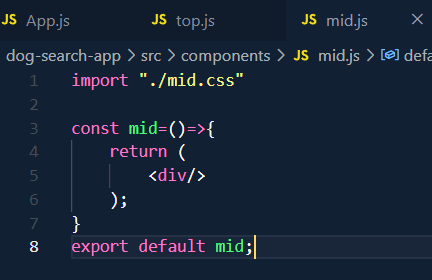 JS App.js JS top.js JS mid.js ×
dog-search-app > src > components > JS mid.js > defa
1 import "./mid.css"
2
3 const mid=()=>{
4 return (
5 <div/>
6 );
7 }
8 export default mid;